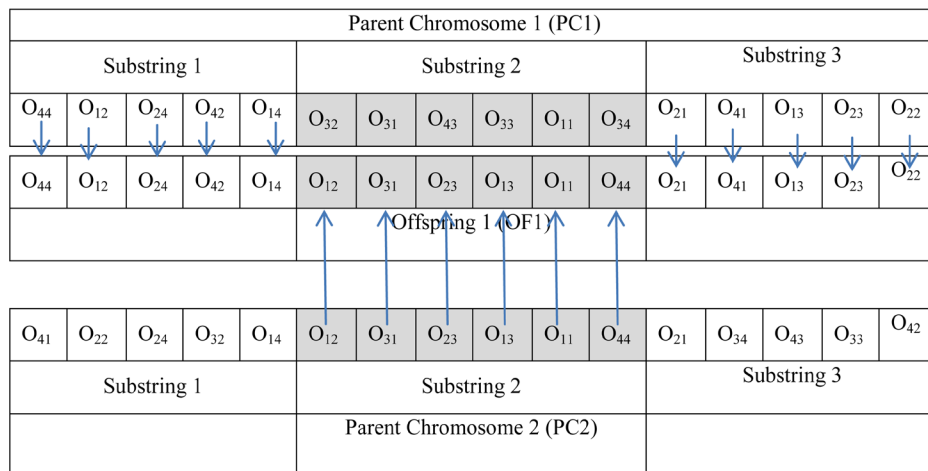 Parent Chromosome 1 (PC1)
Substring 1 Substring 2 Substring 3
O₄₄ O₁₂ O₂₄ O₄₂ O₁₄ O₃₂ O₃₁ O₄₃ O₃₃ O₁₁ O₃₄ O₂₁ O₄₁ O₁₃ O₂₃ O₂₂
O₄₄ O₁₂ O₂₄ O₄₂ O₁₄ O₁₂ O₃₁ O₂₃ O₁₃ O₁₁ O₄₄ O₂₁ O₄₁ O₁₃ O₂₃ O₂₂
Offspring 1 (OF1)
O₄₁ O₂₂ O₂₄ O₃₂ O₁₄ O₁₂ O₃₁ O₂₃ O₁₃ O₁₁ O₄₄ O₂₁ O₃₄ O₄₃ O₃₃ O₄₂
Substring 1 Substring 2 Substring 3
Parent Chromosome 2 (PC2)